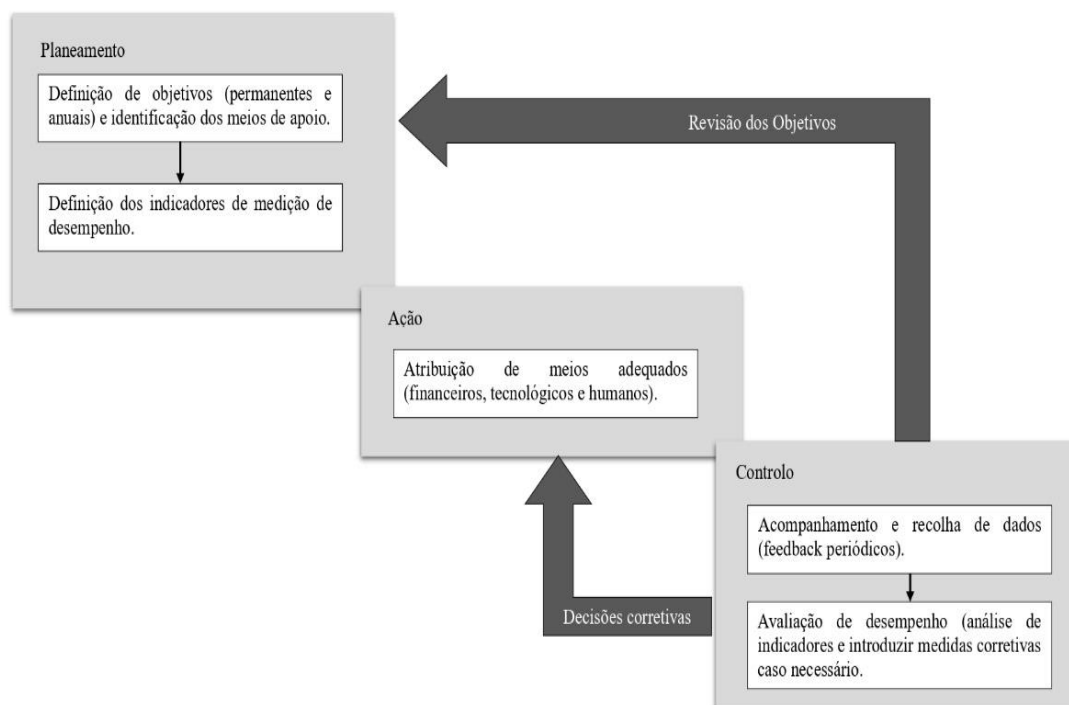 Planeamento
Definição de objetivos (permanentes e
anuais) e identificação dos meios de apoio.
Definição dos indicadores de medição de
desempenho.
Revisão dos Objetivos
Ação
Atribuição de meios adequados
(financeiros, tecnológicos e humanos).
Controlo
Acompanhamento e recolha de dados
(feedback periódicos).
Decisões corretivas
Avaliação de desempenho (análise de
indicadores e introduzir medidas corretivas
caso necessário.